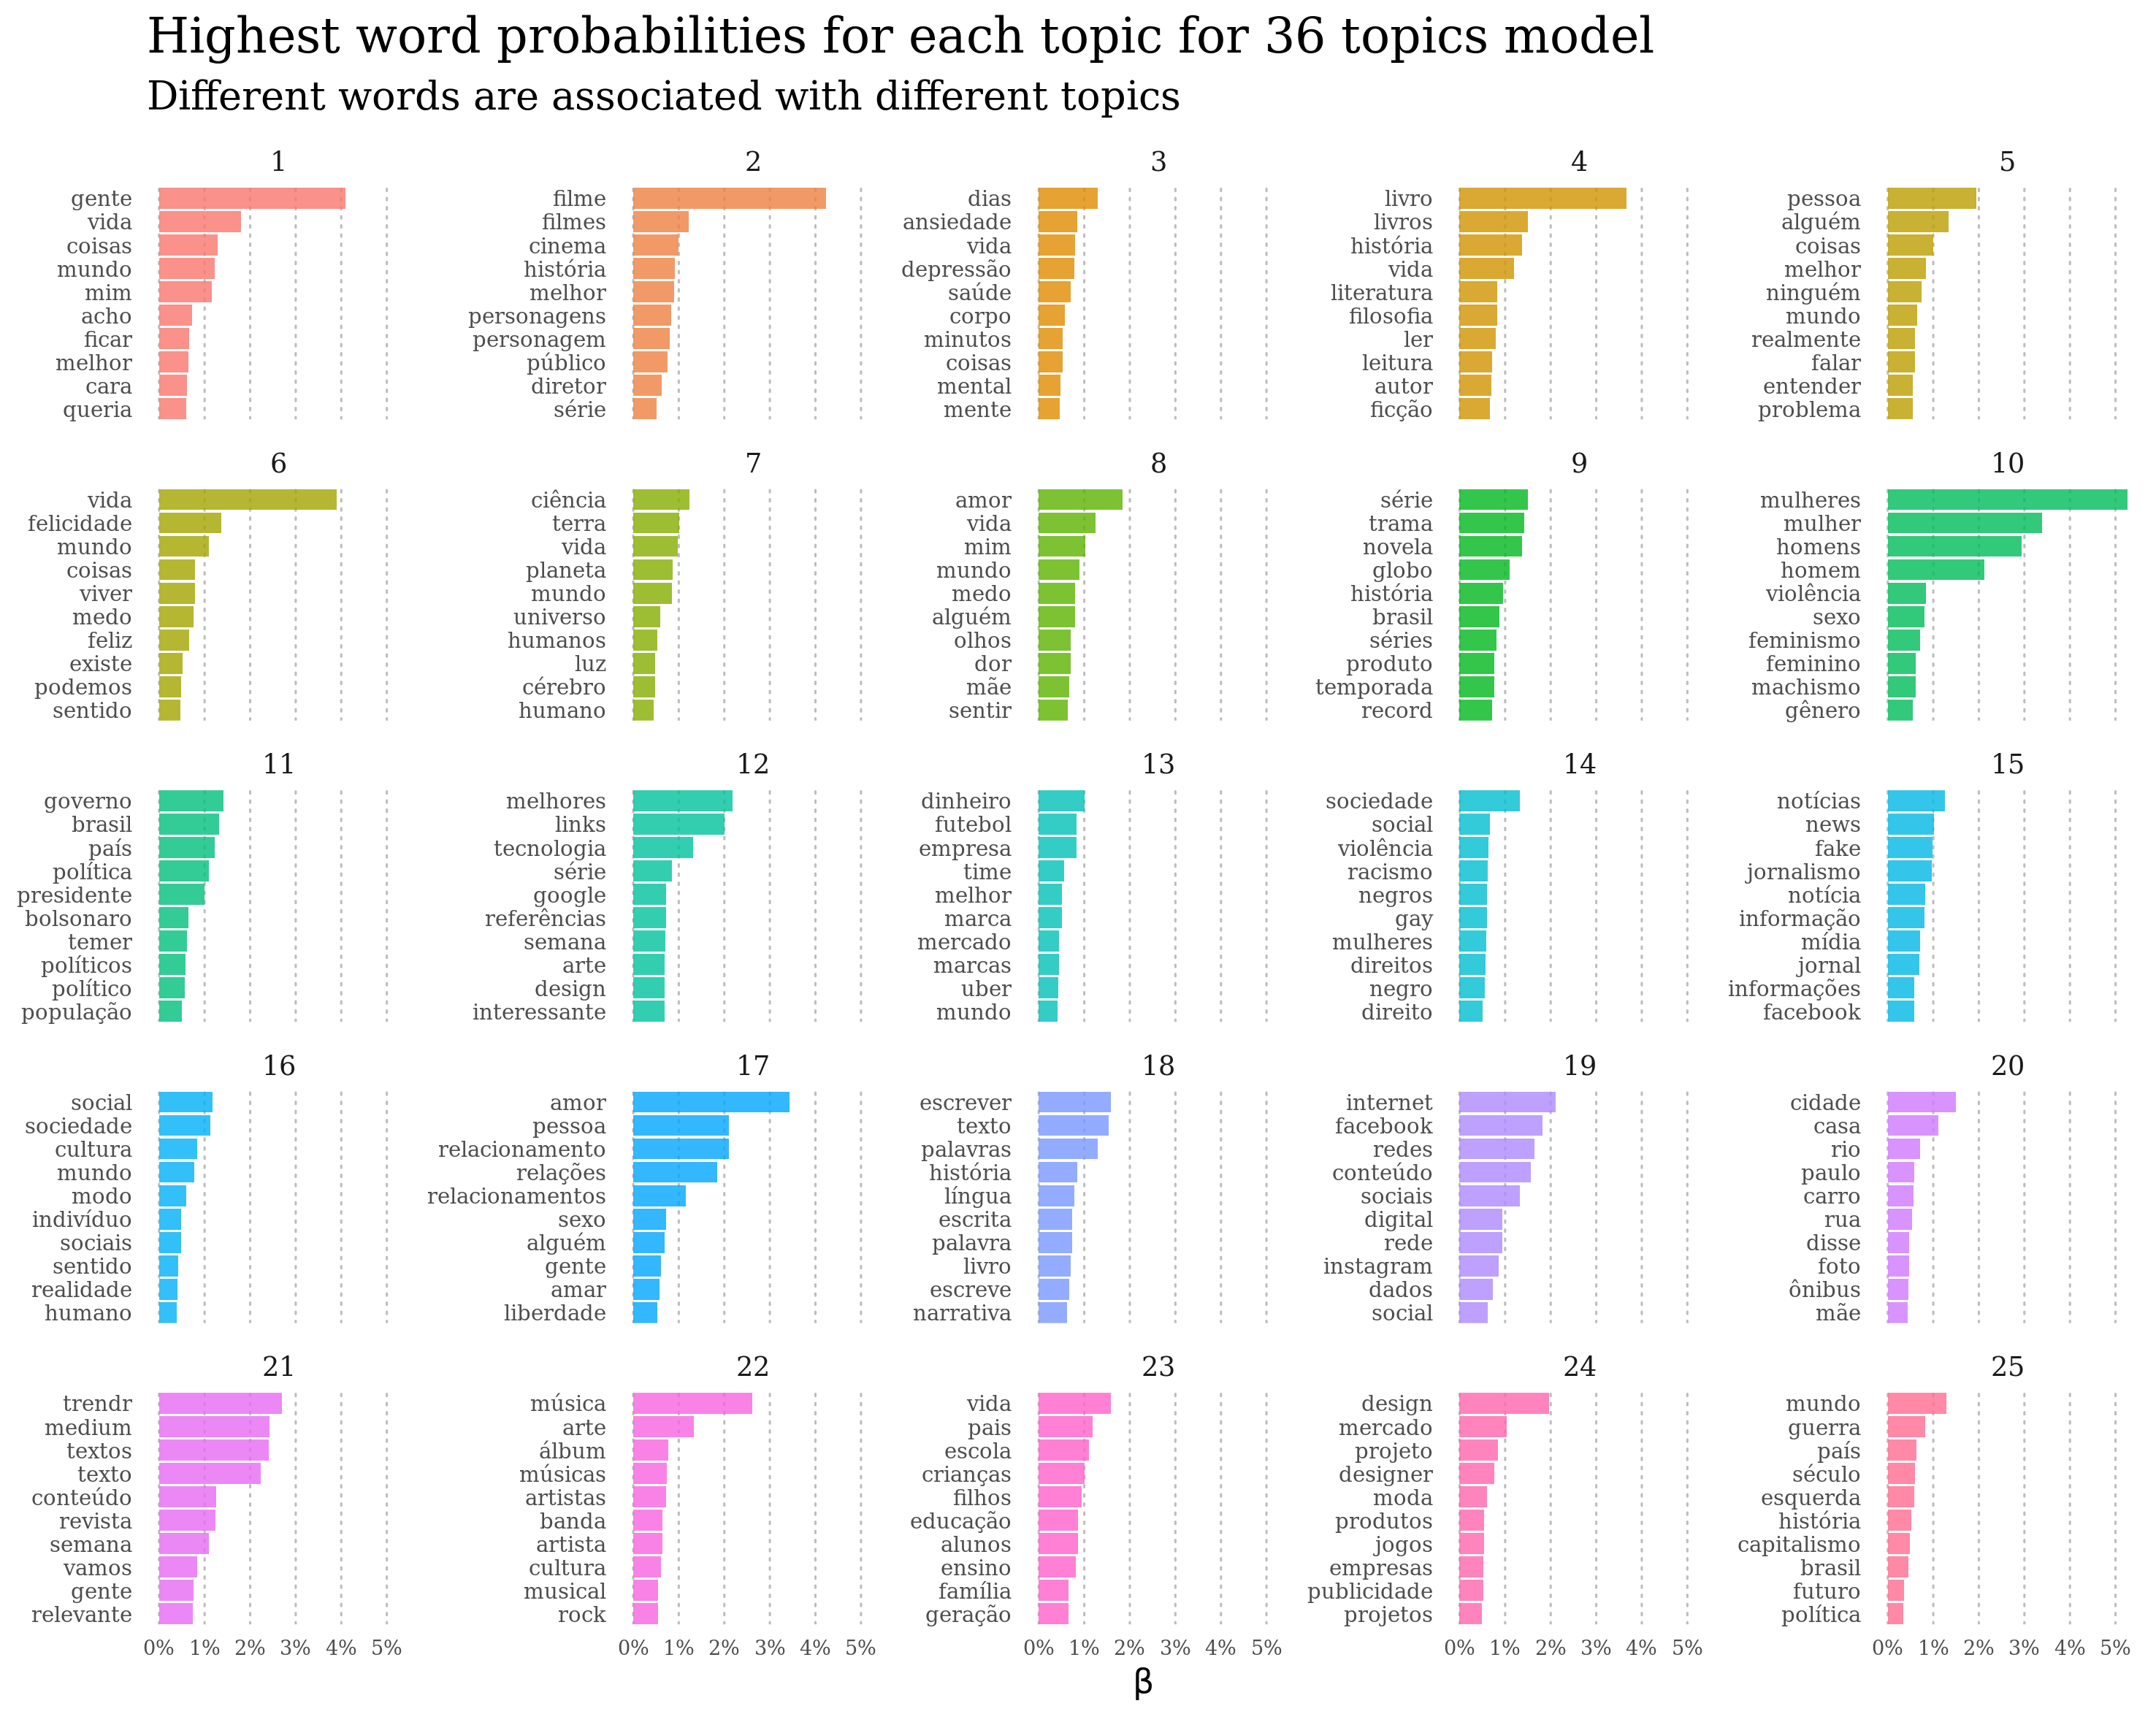 Highest word probabilities for each topic for 36 topics model
Different words are associated with different topics
1
gente
vida
coisas
mundo
mim
acho
ficar
melhor
cara
queria
2
filme
filmes
cinema
história
melhor
personagens
personagem
público
diretor
série
3
dias
ansiedade
vida
depressão
saúde
corpo
minutos
coisas
mental
mente
4
livro
livros
história
vida
literatura
filosofia
ler
leitura
autor
ficção
5
pessoa
alguém
coisas
melhor
ninguém
mundo
realmente
falar
entender
problema
6
vida
felicidade
mundo
coisas
viver
medo
feliz
existe
podemos
sentido
7
ciência
terra
vida
planeta
mundo
universo
humanos
luz
cérebro
humano
8
amor
vida
mim
mundo
medo
alguém
olhos
dor
mãe
sentir
9
série
trama
novela
globo
história
brasil
séries
produto
temporada
record
10
mulheres
mulher
homens
homem
violência
sexo
feminismo
feminino
machismo
gênero
11
governo
brasil
país
política
presidente
bolsonaro
temer
políticos
político
população
12
melhores
links
tecnologia
série
google
referências
semana
arte
design
interessante
13
dinheiro
futebol
empresa
time
melhor
marca
mercado
marcas
uber
mundo
14
sociedade
social
violência
racismo
negros
gay
mulheres
direitos
negro
direito
15
notícias
news
fake
jornalismo
notícia
informação
mídia
jornal
informações
facebook
16
social
sociedade
cultura
mundo
modo
indivíduo
sociais
sentido
realidade
humano
17
amor
pessoa
relacionamento
relações
relacionamentos
sexo
alguém
gente
amar
liberdade
18
escrever
texto
palavras
história
língua
escrita
palavra
livro
escreve
narrativa
19
internet
facebook
redes
conteúdo
sociais
digital
rede
instagram
dados
social
20
cidade
casa
rio
paulo
carro
rua
disse
foto
ônibus
mãe
21
trendr
medium
textos
texto
conteúdo
revista
semana
vamos
gente
relevante
22
música
arte
álbum
músicas
artistas
banda
artista
cultura
musical
rock
23
vida
pais
escola
crianças
filhos
educação
alunos
ensino
família
geração
24
design
mercado
projeto
designer
moda
produtos
jogos
empresas
publicidade
projetos
25
mundo
guerra
país
século
esquerda
história
capitalismo
brasil
futuro
política
0% 1% 2% 3% 4% 5%
0% 1% 2% 3% 4% 5%
0% 1% 2% 3% 4% 5%
0% 1% 2% 3% 4% 5%
0% 1% 2% 3% 4% 5%
β